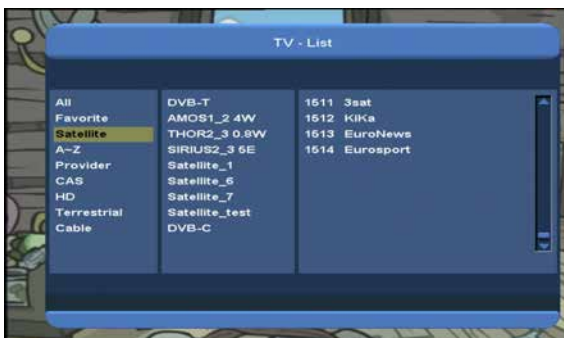 TV - List
All
Favorite
Satellite
A~Z
Provider
CAS
HD
Terrestrial
Cable
DVB-T
AMOS1_2 4W
THOR2_3 0.8W
SIRIUS2_3 5E
Satellite_1
Satellite_6
Satellite_7
Satellite_test
DVB-C
1511 3sat
1512 KiKa
1513 EuroNews
1514 Eurosport